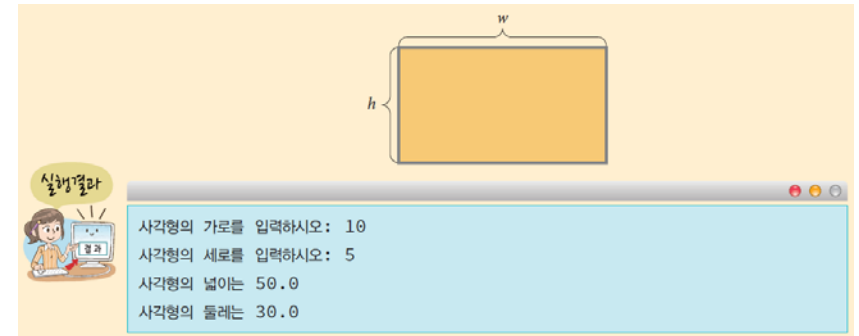 w
h
실행결과
결과
사각형의 가로를 입력하시오: 10
사각형의 세로를 입력하시오: 5
사각형의 넓이는 50.0
사각형의 둘레는 30.0